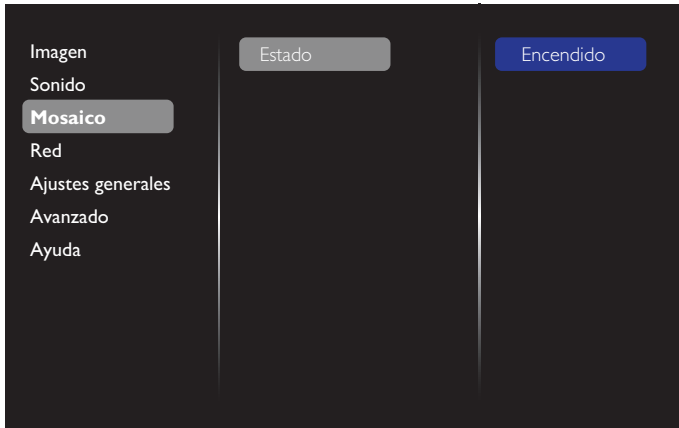 Imagen
Sonido
Mosaico
Red
Ajustes generales
Avanzado
Ayuda
Estado
Encendido